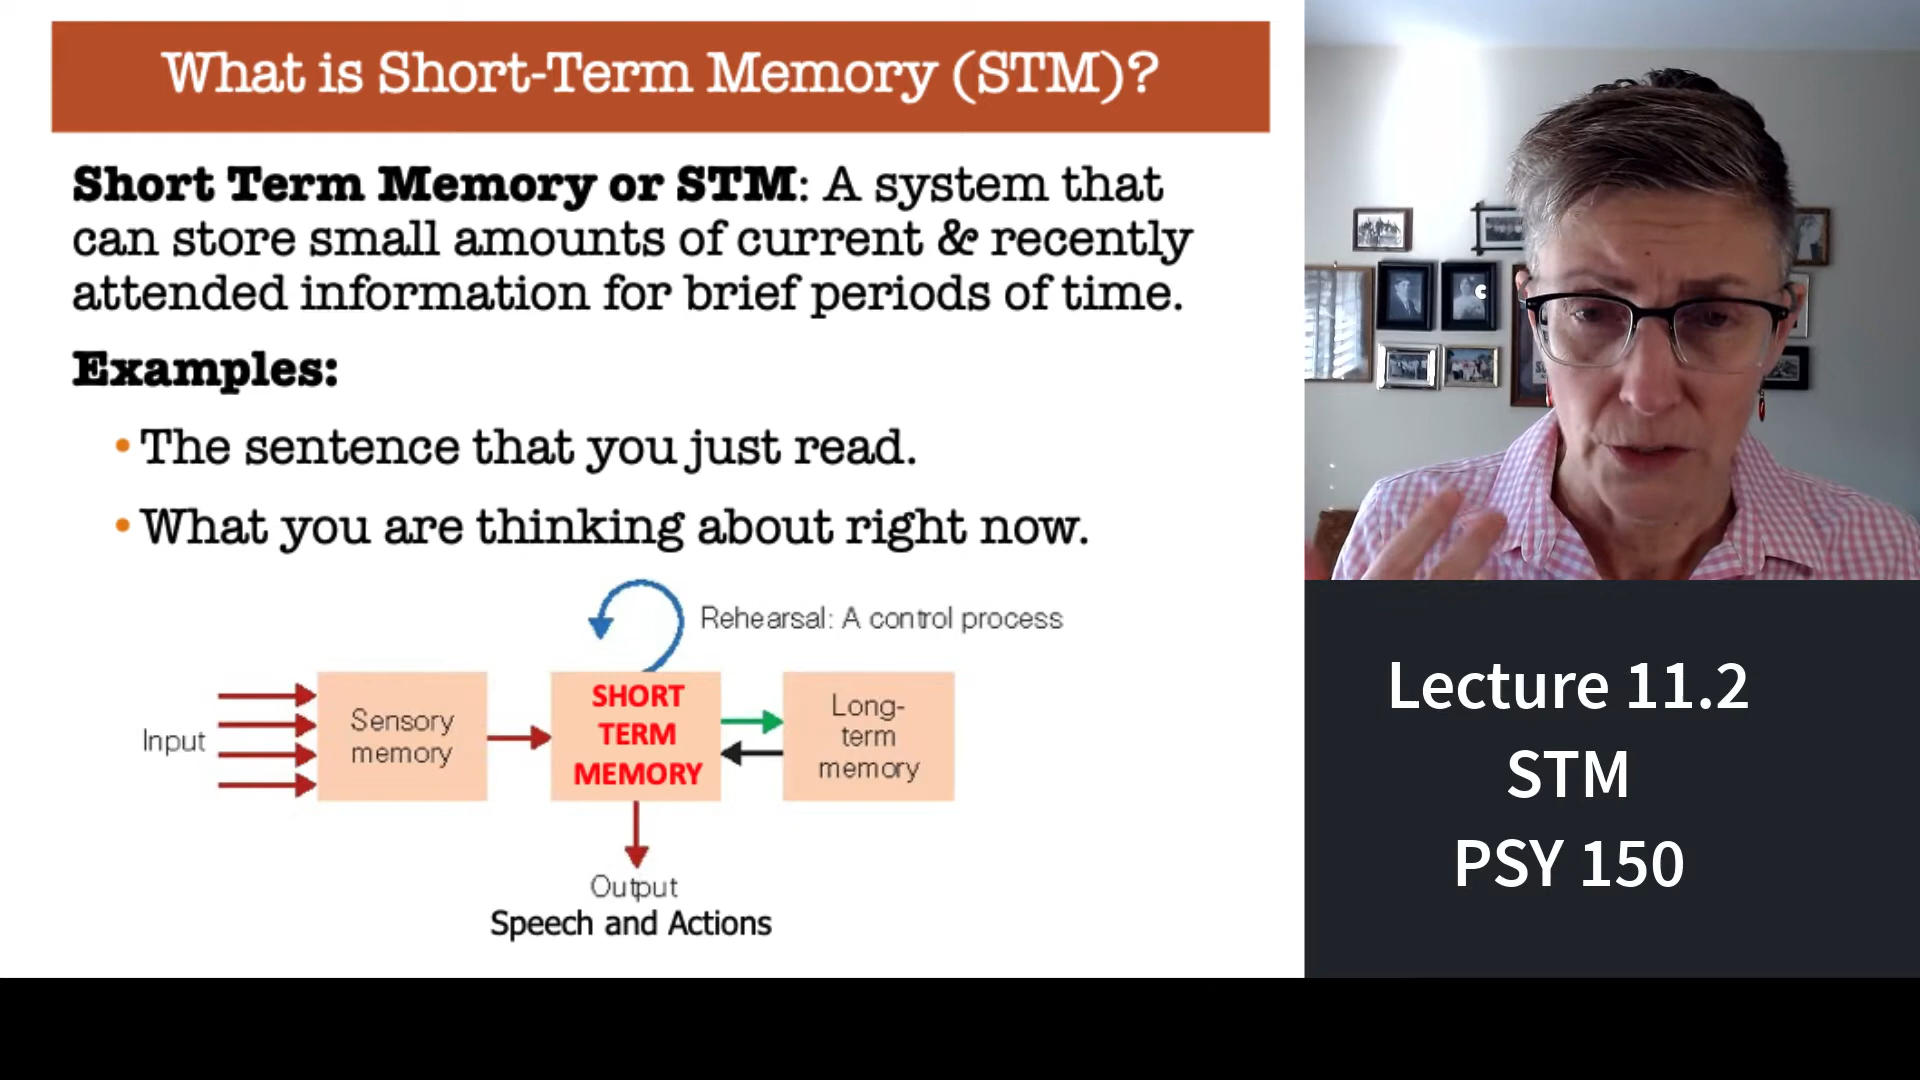 What is Short-Term Memory (STM)?
Short Term Memory or STM: A system that
can store small amounts of current & recently
attended information for brief periods of time.
Examples:
• The sentence that you just read.
• What you are thinking about right now.
Rehearsal: A control process
Input
Sensory
memory
SHORT
TERM
MEMORY
Long-
term
memory
Output
Speech and Actions
Lecture 11.2
STM
PSY 150